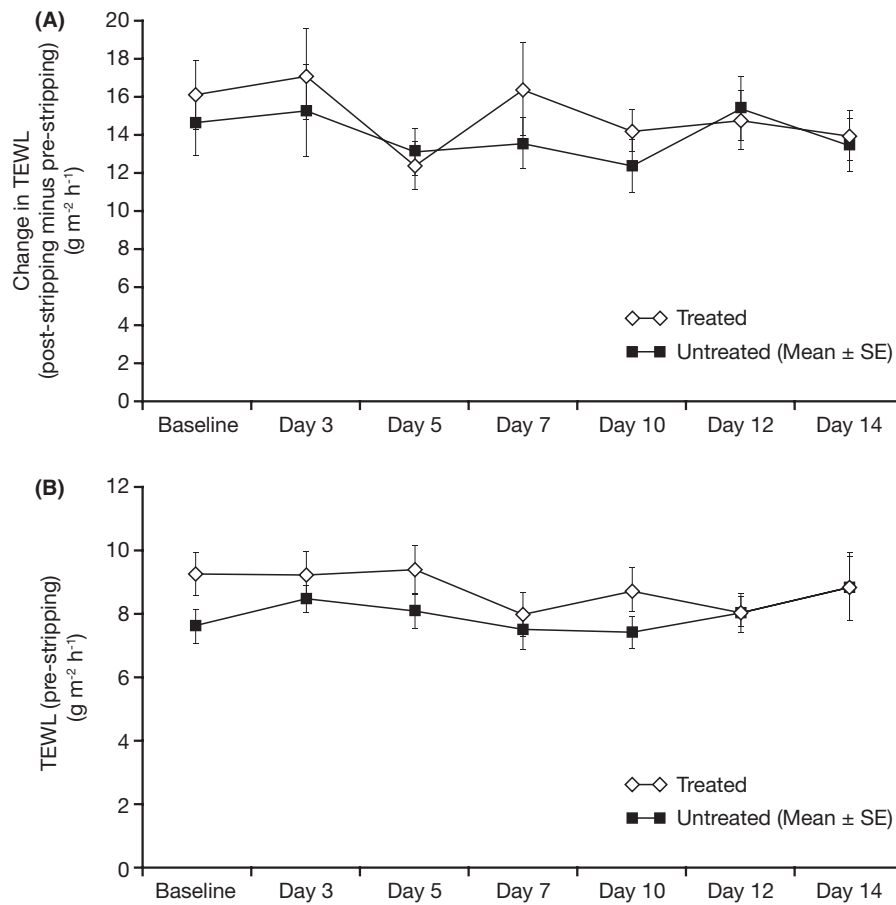 (A)
Change in TEWL
(post-stripping minus pre-stripping)
(g m⁻² h⁻¹)
20
18
16
14
12
10
8
6
4
2
0
Treated
Untreated (Mean ± SE)
Baseline Day 3 Day 5 Day 7 Day 10 Day 12 Day 14
(B)
TEWL (pre-stripping)
(g m⁻² h⁻¹)
12
10
8
6
4
2
0
Treated
Untreated (Mean ± SE)
Baseline Day 3 Day 5 Day 7 Day 10 Day 12 Day 14